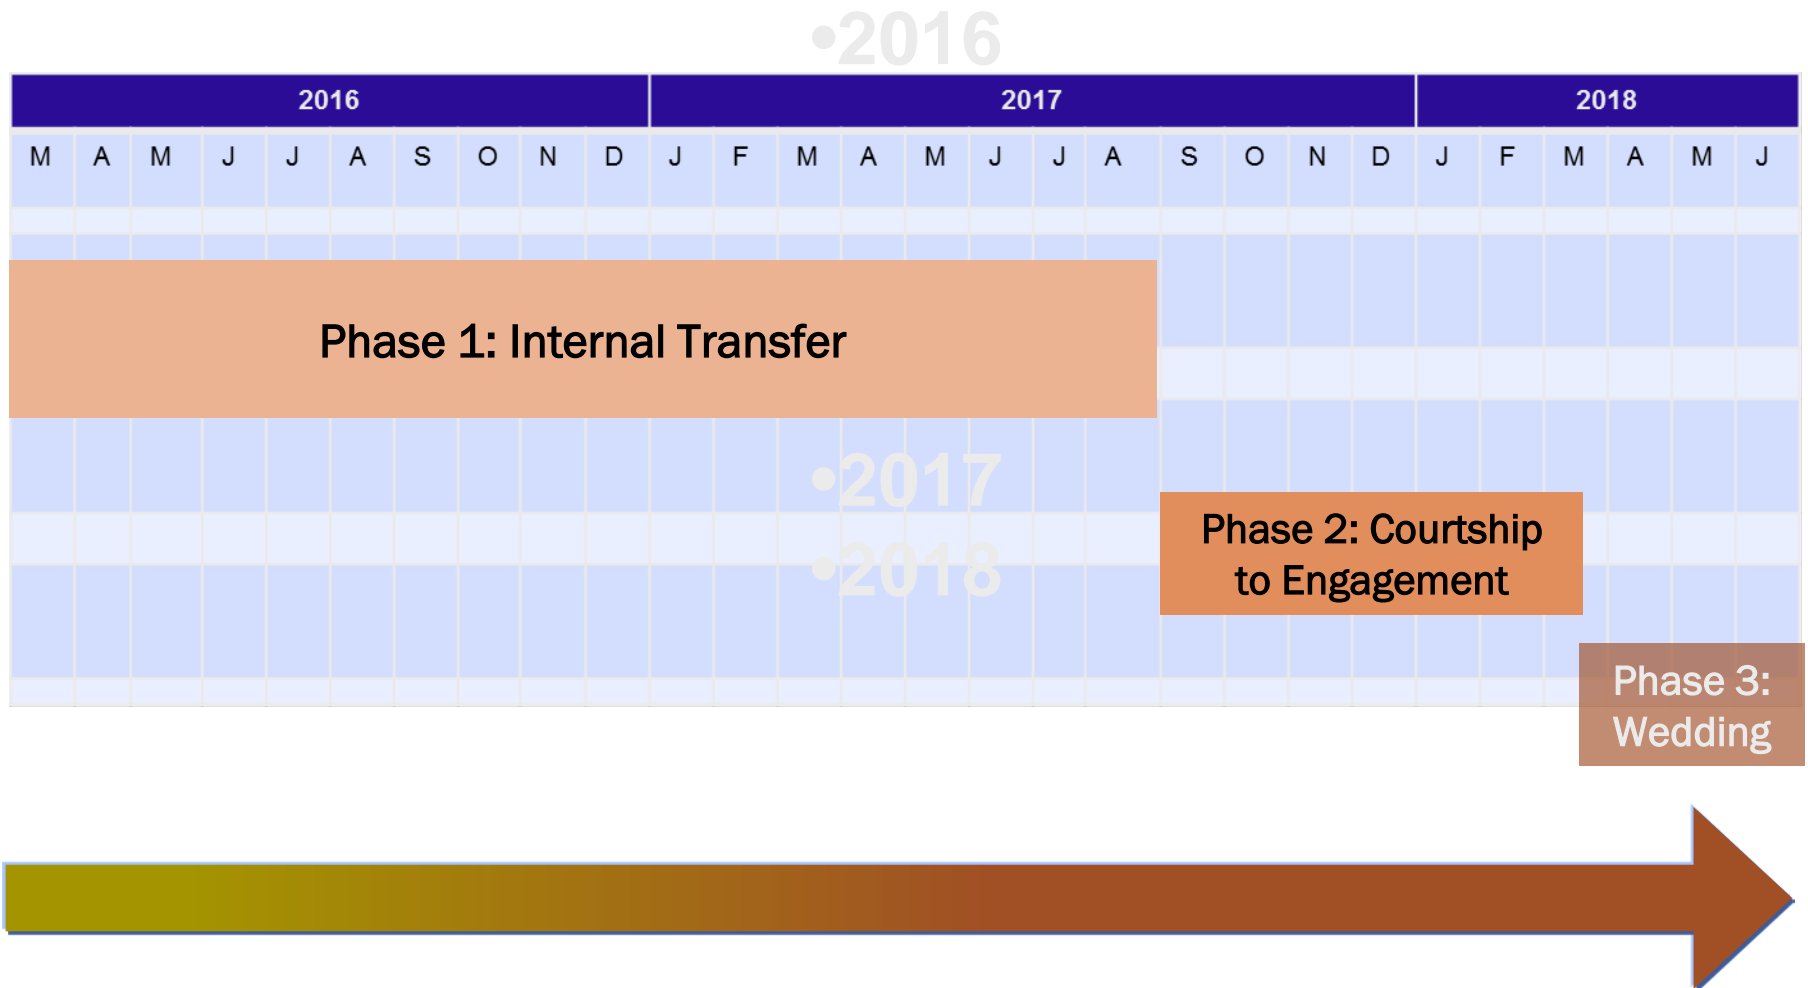 •2016
2016 2017 2018
M A M J J A S O N D J F M A M J J A S O N D J F M A M J
Phase 1: Internal Transfer
•2017
Phase 2: Courtship
to Engagement
•2018
Phase 3:
Wedding